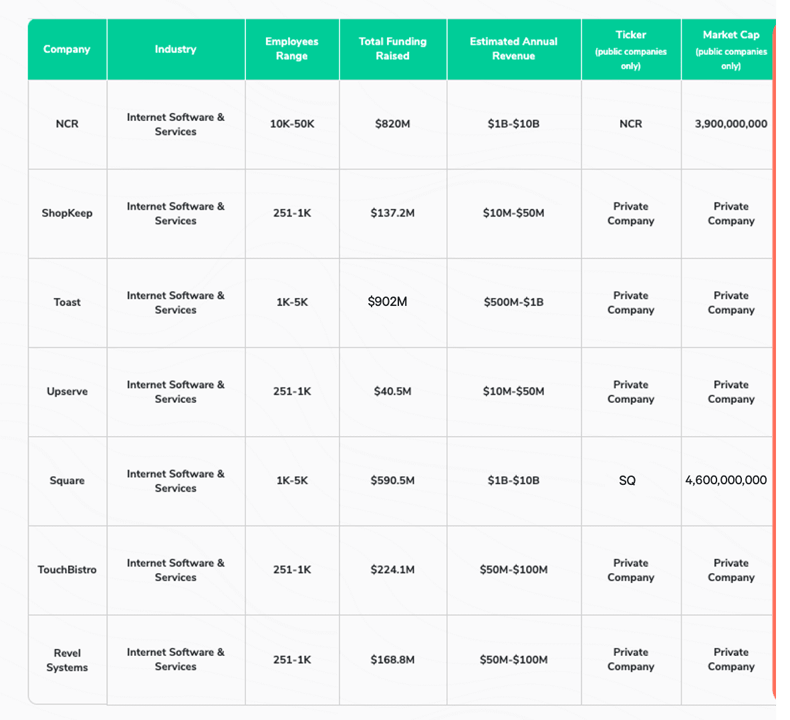 Company Industry Employees Range Total Funding Raised Estimated Annual Revenue Ticker (public companies only) Market Cap (public companies only)
NCR Internet Software & Services 10K-50K $820M $1B-$10B NCR 3,900,000,000
ShopKeep Internet Software & Services 251-1K $137.2M $10M-$50M Private Company Private Company
Toast Internet Software & Services 1K-5K $902M $500M-$1B Private Company Private Company
Upserve Internet Software & Services 251-1K $40.5M $10M-$50M Private Company Private Company
Square Internet Software & Services 1K-5K $590.5M $1B-$10B SQ 4,600,000,000
TouchBistro Internet Software & Services 251-1K $224.1M $50M-$100M Private Company Private Company
Revel Systems Internet Software & Services 251-1K $168.8M $50M-$100M Private Company Private Company